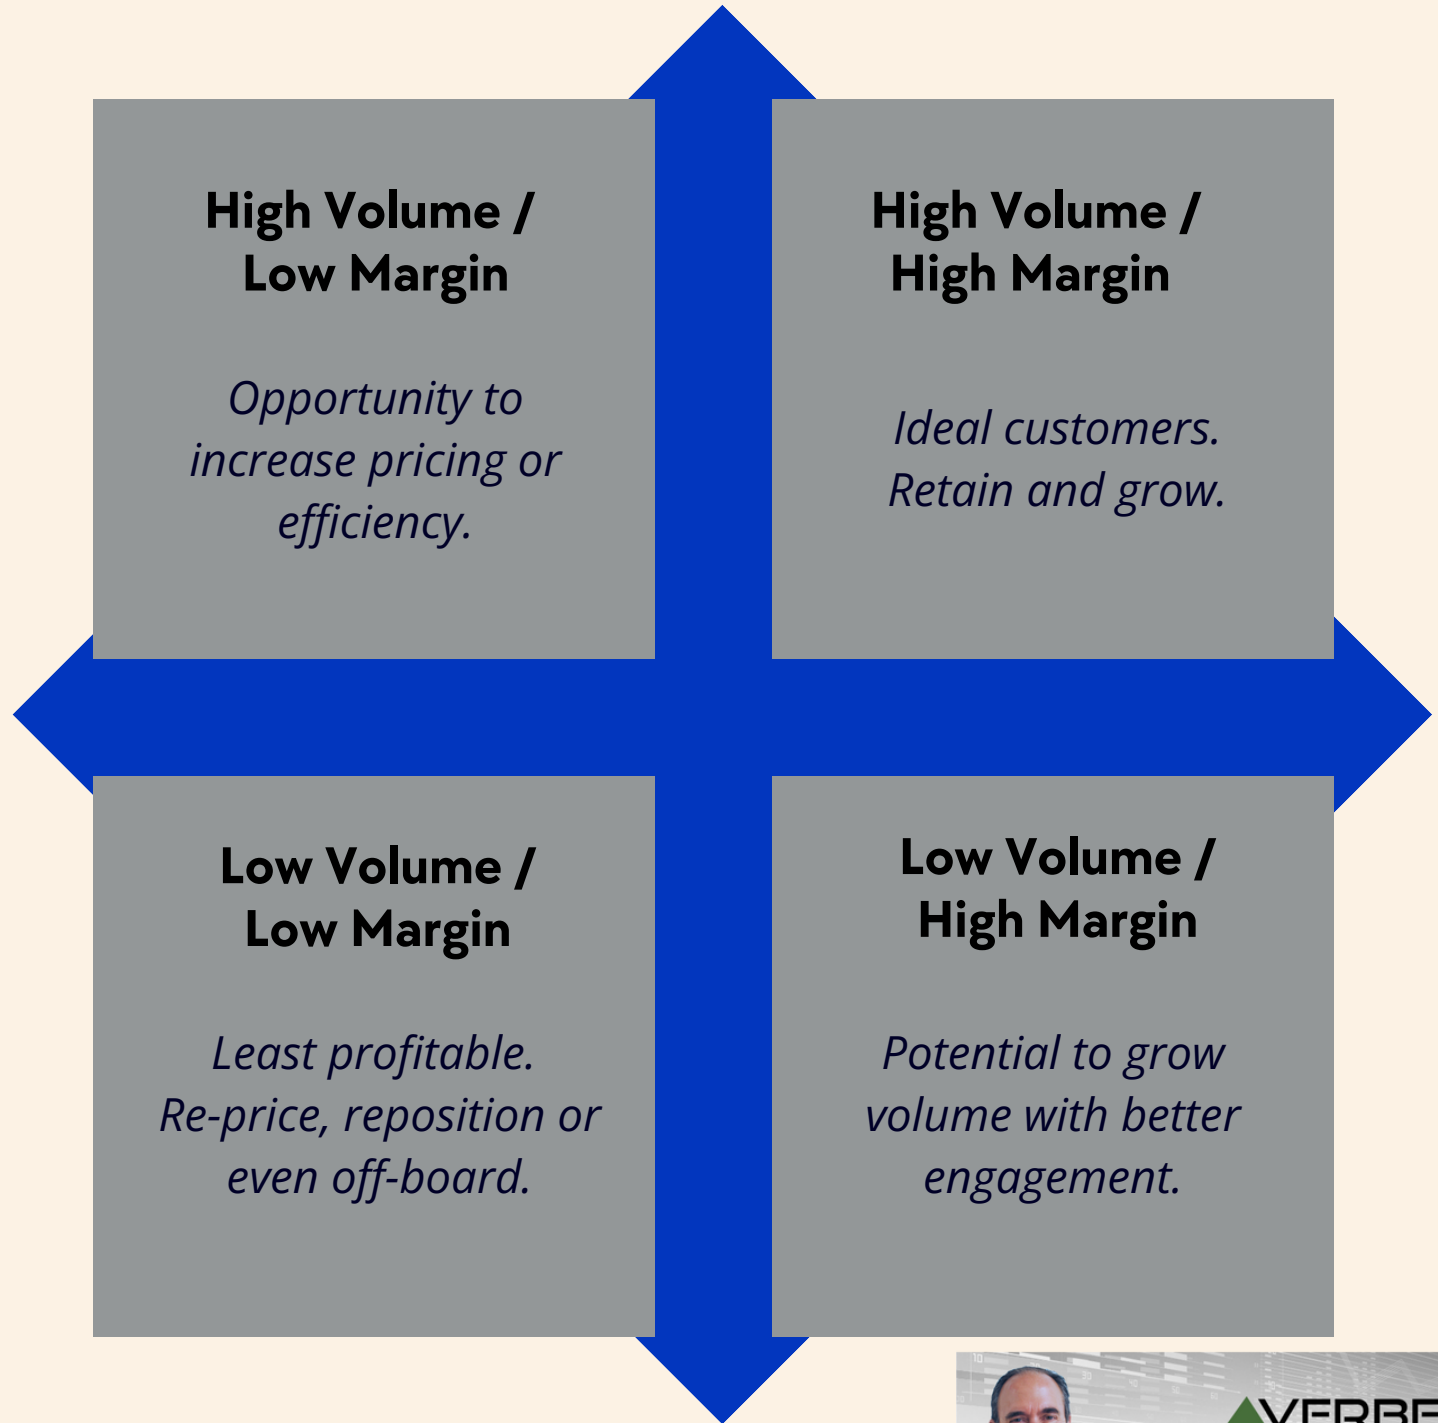 High Volume /
Low Margin
Opportunity to
increase pricing or
efficiency.
High Volume /
High Margin
Ideal customers.
Retain and grow.
Low Volume /
Low Margin
Least profitable.
Re-price, reposition or
even off-board.
Low Volume /
High Margin
Potential to grow
volume with better
engagement.